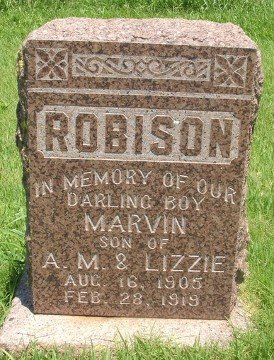 ROBISON
IN MEMORY OF OUR
DARLING BOY
MARVIN
SON OF
A. M. & LIZZIE
AUG. 16, 1905
FEB. 28, 1919